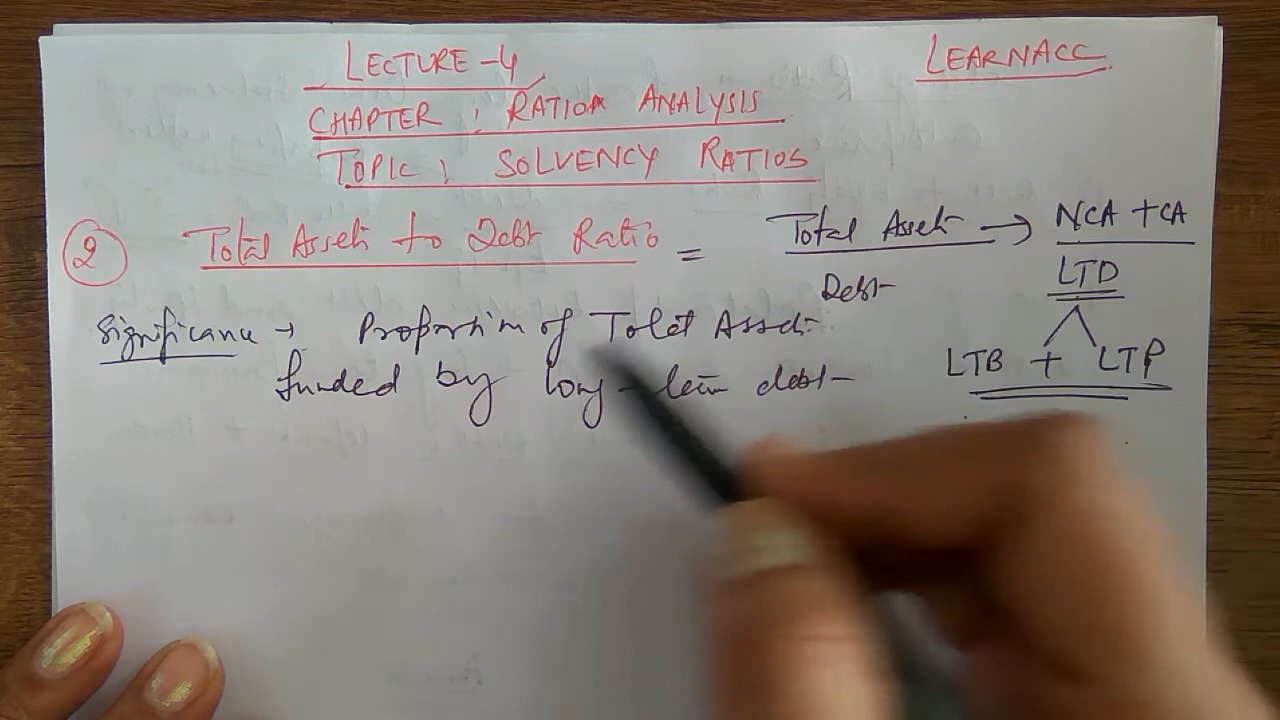 LECTURE - 4
LEARNACC
CHAPTER : RATIO ANALYSIS
TOPIC : SOLVENCY RATIOS
2 Total Assets to Debt Ratio = Total Assets → NCA + CA
Debt LTD
LTB + LTP
Significance → Proportion of Total Assets
funded by long-term debt